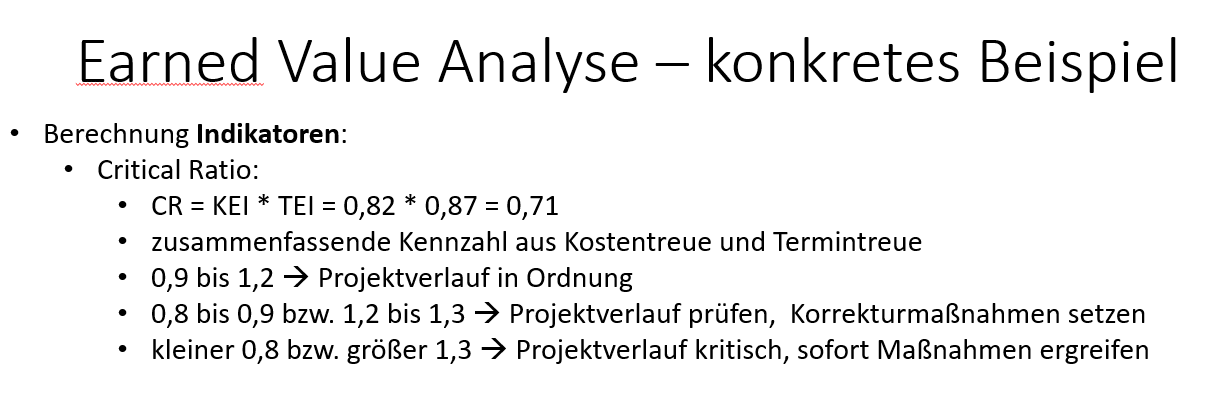 Earned Value Analyse – konkretes Beispiel
• Berechnung Indikatoren:
• Critical Ratio:
• CR = KEI * TEI = 0,82 * 0,87 = 0,71
• zusammenfassende Kennzahl aus Kostentreue und Termintreue
• 0,9 bis 1,2 → Projektverlauf in Ordnung
• 0,8 bis 0,9 bzw. 1,2 bis 1,3 → Projektverlauf prüfen,  Korrekturmaßnahmen setzen
• kleiner 0,8 bzw. größer 1,3 → Projektverlauf kritisch, sofort Maßnahmen ergreifen